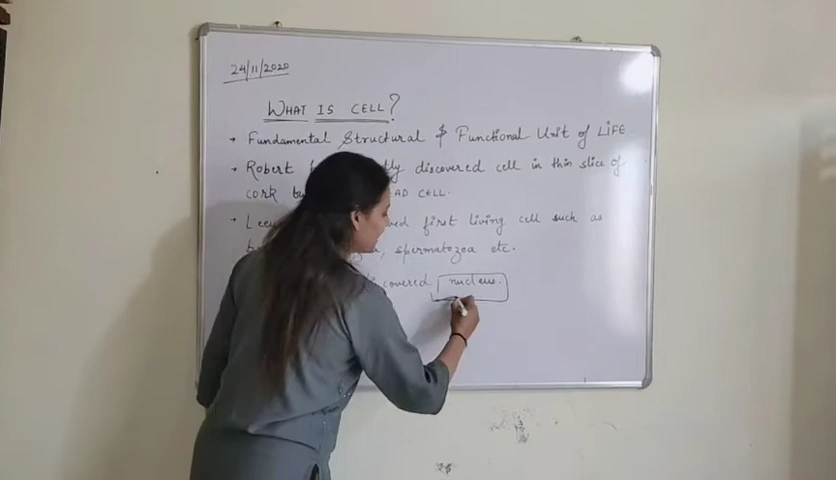 24/11/2020
WHAT IS CELL?
→ Fundamental Structural & Functional Unit of LIFE
→ Robert discovered cell in thin slice of
cork AD CELL.
first living cell such as
, spermatozoa etc.
covered nucleus.